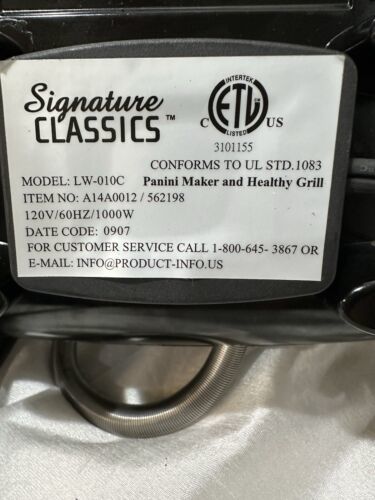 Signature
CLASSICS™
INTERTEK
ETL
LISTED
C US
3101155
CONFORMS TO UL STD.1083
MODEL: LW-010C Panini Maker and Healthy Grill
ITEM NO: A14A0012 / 562198
120V/60HZ/1000W
DATE CODE: 0907
FOR CUSTOMER SERVICE CALL 1-800-645- 3867 OR
E-MAIL: INFO@PRODUCT-INFO.US